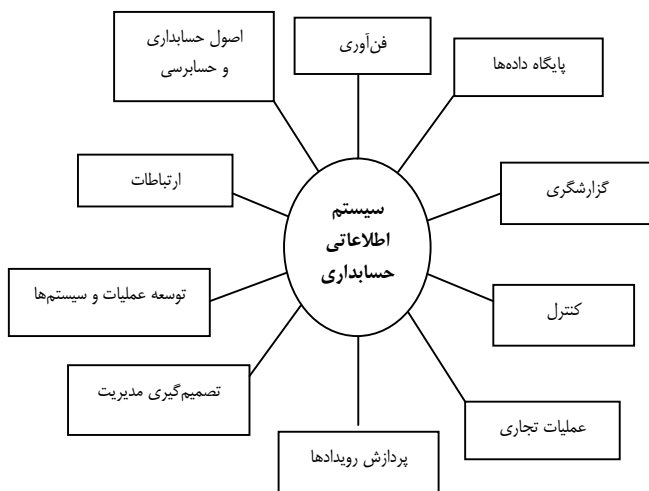 اصول حسابداری
و حسابرسی
فن‌آوری
پایگاه داده‌ها
ارتباطات
گزارشگری
سیستم
اطلاعاتی
حسابداری
توسعه عملیات و سیستم‌ها
کنترل
تصمیم‌گیری مدیریت
عملیات تجاری
پردازش رویدادها